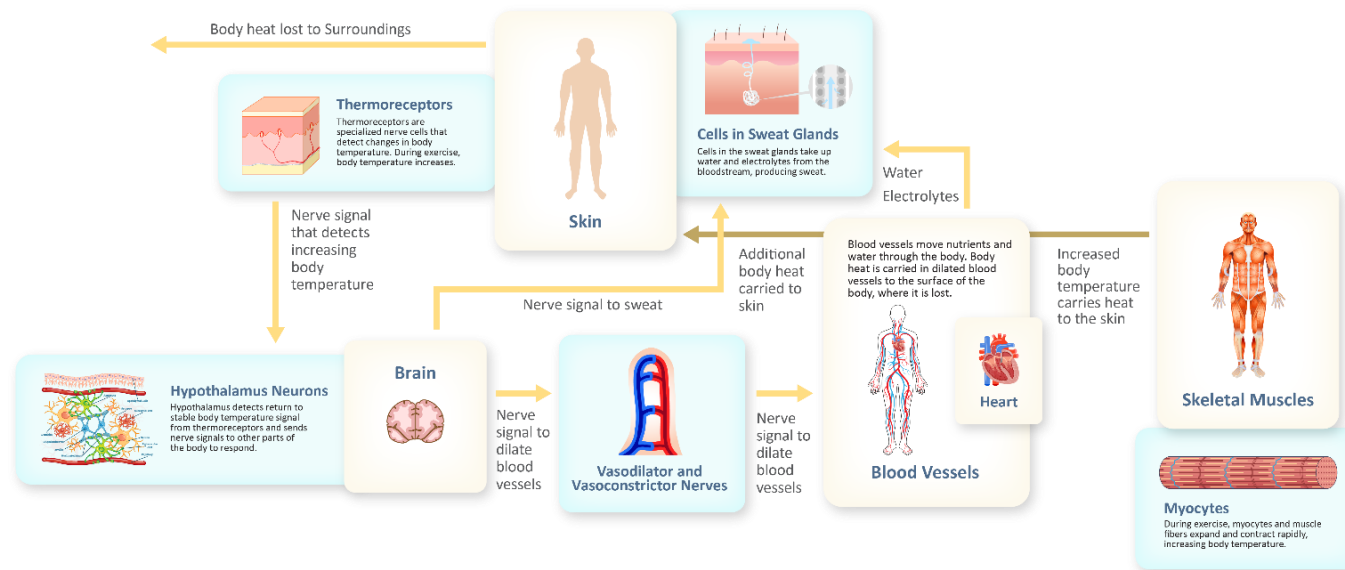 Body heat lost to Surroundings
Thermoreceptors
Thermoreceptors are
specialized nerve cells that
detect changes in body
temperature. During exercise,
body temperature increases.
Skin
Cells in Sweat Glands
Cells in the sweat glands take up
water and electrolytes from the
bloodstream, producing sweat.
Water
Electrolytes
Nerve signal
that detects
increasing
body
temperature
Nerve signal to sweat
Additional
body heat
carried to
skin
Blood vessels move nutrients and
water through the body. Body
heat is carried in dilated blood
vessels to the surface of the
body, where it is lost.
Heart
Blood Vessels
Increased
body
temperature
carries heat
to the skin
Skeletal Muscles
Hypothalamus Neurons
Hypothalamus detects return to
stable body temperature signal
from thermoreceptors and sends
nerve signals to other parts of
the body to respond.
Brain
Nerve
signal to
dilate
blood
vessels
Vasodilator and
Vasoconstrictor Nerves
Nerve
signal to
dilate
blood
vessels
Myocytes
During exercise, myocytes and muscle
fibers expand and contract rapidly,
increasing body temperature.